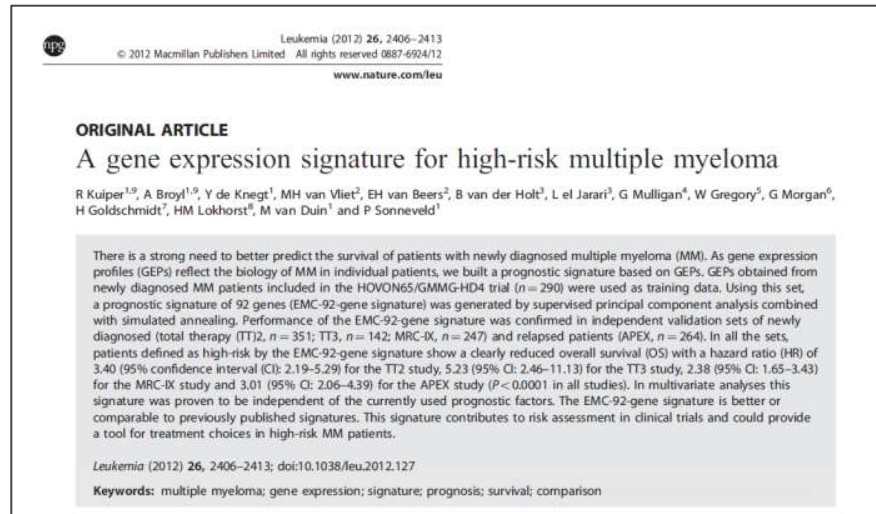 npg
Leukemia (2012) 26, 2406–2413
© 2012 Macmillan Publishers Limited All rights reserved 0887-6924/12
www.nature.com/leu
ORIGINAL ARTICLE
A gene expression signature for high-risk multiple myeloma
R Kuiper1,9, A Broyl1,9, Y de Knegt1, MH van Vliet2, EH van Beers2, B van der Holt3, L el Jarari3, G Mulligan4, W Gregory5, G Morgan6,
H Goldschmidt7, HM Lokhorst8, M van Duin1 and P Sonneveld1
There is a strong need to better predict the survival of patients with newly diagnosed multiple myeloma (MM). As gene expression
profiles (GEPs) reflect the biology of MM in individual patients, we built a prognostic signature based on GEPs. GEPs obtained from
newly diagnosed MM patients included in the HOVON65/GMMG-HD4 trial (n = 290) were used as training data. Using this set,
a prognostic signature of 92 genes (EMC-92-gene signature) was generated by supervised principal component analysis combined
with simulated annealing. Performance of the EMC-92-gene signature was confirmed in independent validation sets of newly
diagnosed (total therapy (TT)2, n = 351; TT3, n = 142; MRC-IX, n = 247) and relapsed patients (APEX, n = 264). In all the sets,
patients defined as high-risk by the EMC-92-gene signature show a clearly reduced overall survival (OS) with a hazard ratio (HR) of
3.40 (95% confidence interval (CI): 2.19–5.29) for the TT2 study, 5.23 (95% CI: 2.46–11.13) for the TT3 study, 2.38 (95% CI: 1.65–3.43)
for the MRC-IX study and 3.01 (95% CI: 2.06–4.39) for the APEX study (P<0.0001 in all studies). In multivariate analyses this
signature was proven to be independent of the currently used prognostic factors. The EMC-92-gene signature is better or
comparable to previously published signatures. This signature contributes to risk assessment in clinical trials and could provide
a tool for treatment choices in high-risk MM patients.
Leukemia (2012) 26, 2406–2413; doi:10.1038/leu.2012.127
Keywords: multiple myeloma; gene expression; signature; prognosis; survival; comparison